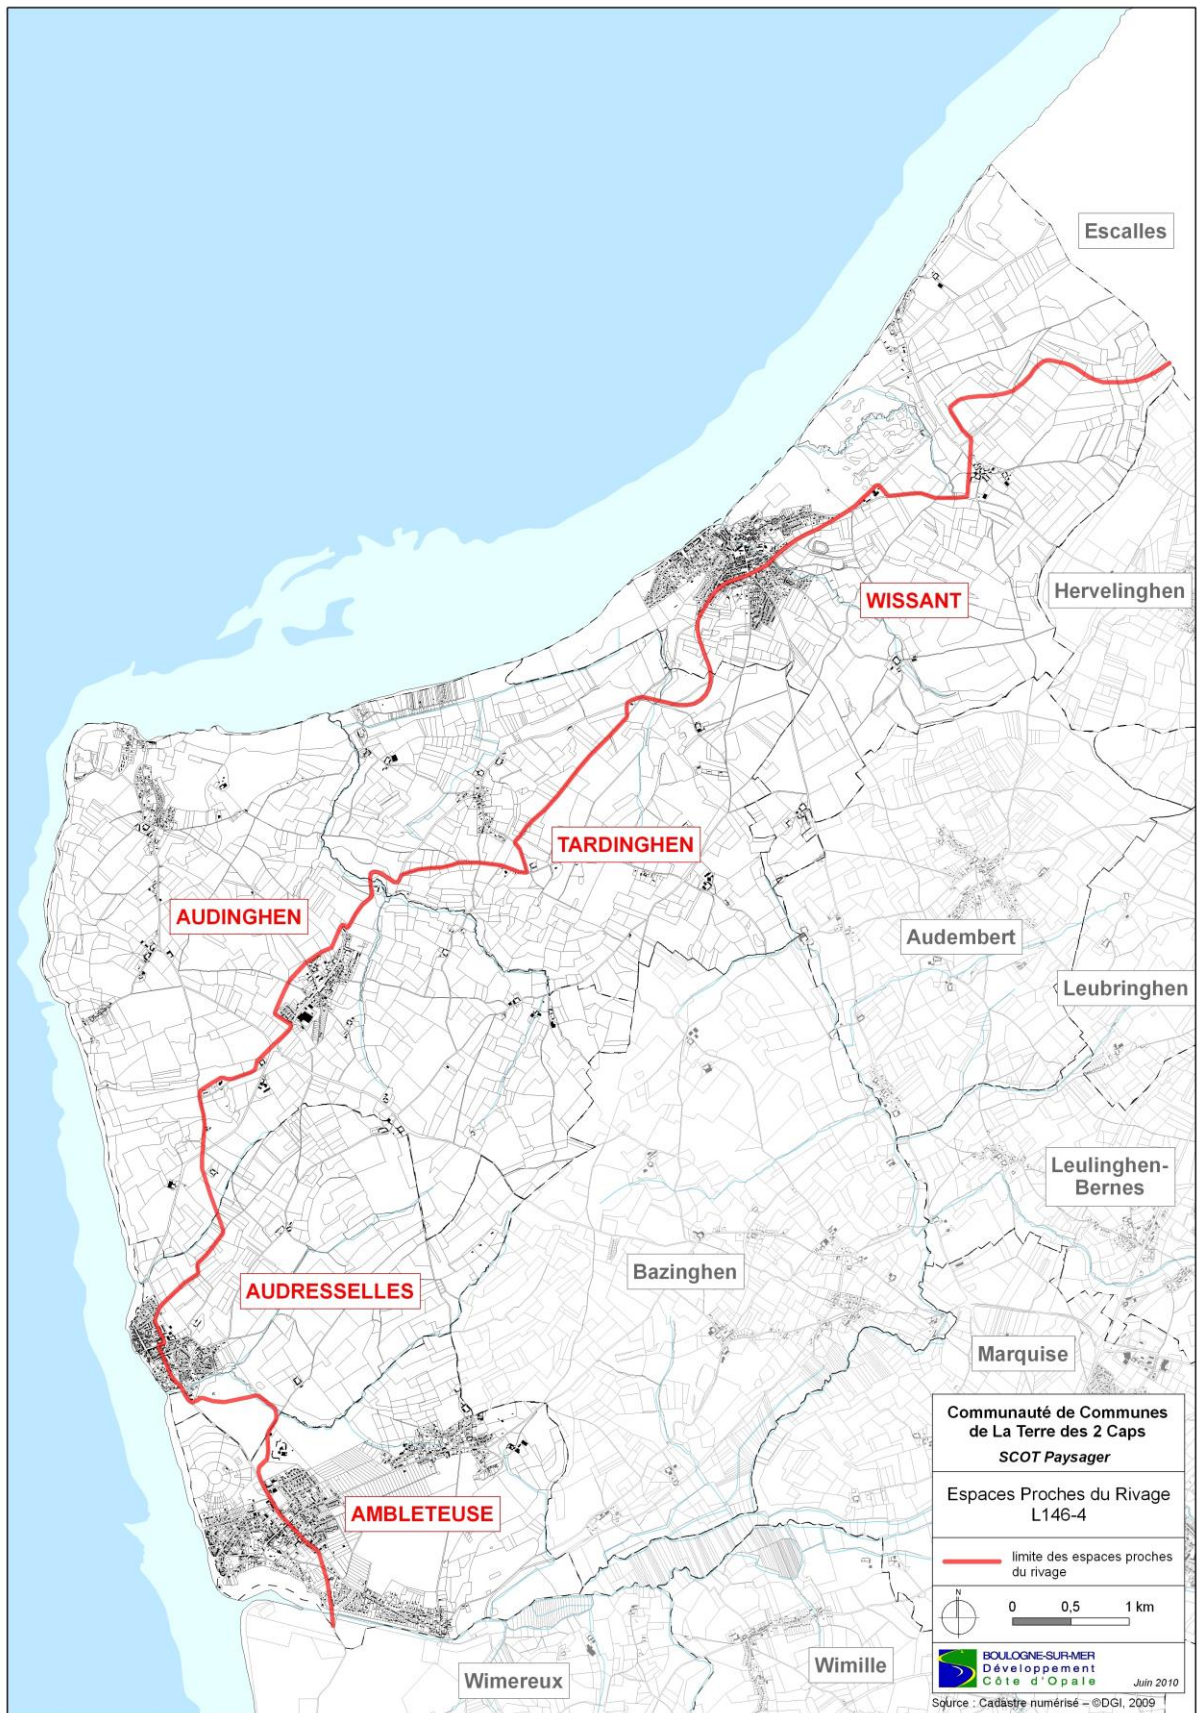 Escalles
Hervelinghen
WISSANT
TARDINGHEN
AUDINGHEN
Audembert
Leubringhen
Leulinghen-
Bernes
Bazinghen
AUDRESSELLES
Marquise
AMBLETEUSE
Wimille
Wimereux
Communauté de Communes
de La Terre des 2 Caps
SCOT Paysager
Espaces Proches du Rivage
L146-4
limite des espaces proches
du rivage
N
0 0,5 1 km
BOULOGNE-SUR-MER
Développement
Côte d'Opale
Juin 2010
Source : Cadastre numérisé – ©DGI, 2009